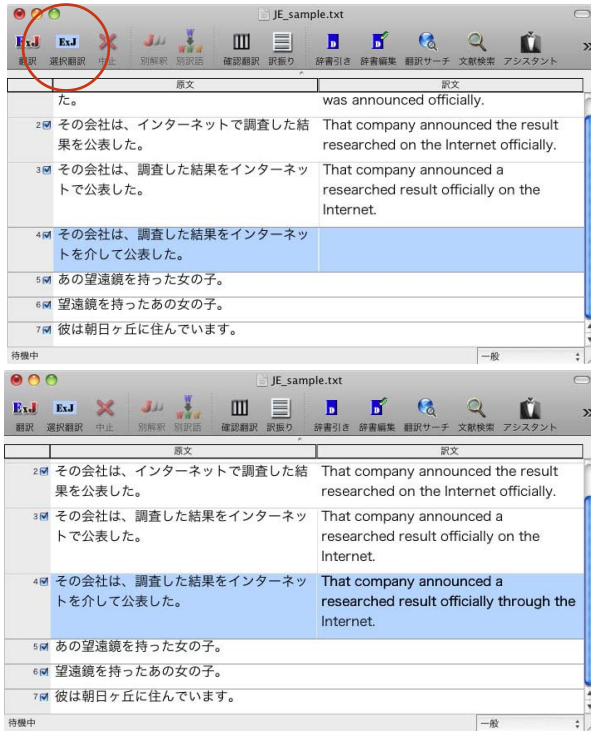 JE_sample.txt
ExJ ExJ
翻訳 選択翻訳 中止 別解釈 別訳語 確認翻訳 訳振り 辞書引き 辞書編集 翻訳サーチ 文献検索 アシスタント
原文 訳文
た。 was announced officially.
2 その会社は、インターネットで調査した結 That company announced the result
果を公表した。 researched on the Internet officially.
3 その会社は、調査した結果をインターネッ That company announced a
トで公表した。 researched result officially on the
Internet.
4 その会社は、調査した結果をインターネッ
トを介して公表した。
5 あの望遠鏡を持った女の子。
6 望遠鏡を持ったあの女の子。
7 彼は朝日ヶ丘に住んでいます。
待機中 一般
JE_sample.txt
ExJ ExJ
翻訳 選択翻訳 中止 別解釈 別訳語 確認翻訳 訳振り 辞書引き 辞書編集 翻訳サーチ 文献検索 アシスタント
原文 訳文
2 その会社は、インターネットで調査した結 That company announced the result
果を公表した。 researched on the Internet officially.
3 その会社は、調査した結果をインターネッ That company announced a
トで公表した。 researched result officially on the
Internet.
4 その会社は、調査した結果をインターネッ That company announced a
トを介して公表した。 researched result officially through the
Internet.
5 あの望遠鏡を持った女の子。
6 望遠鏡を持ったあの女の子。
7 彼は朝日ヶ丘に住んでいます。
待機中 一般